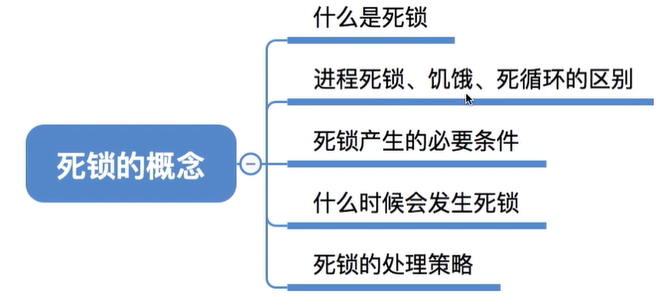 什么是死锁
进程死锁、饥饿、死循环的区别
死锁产生的必要条件
死锁的概念
什么时候会发生死锁
死锁的处理策略